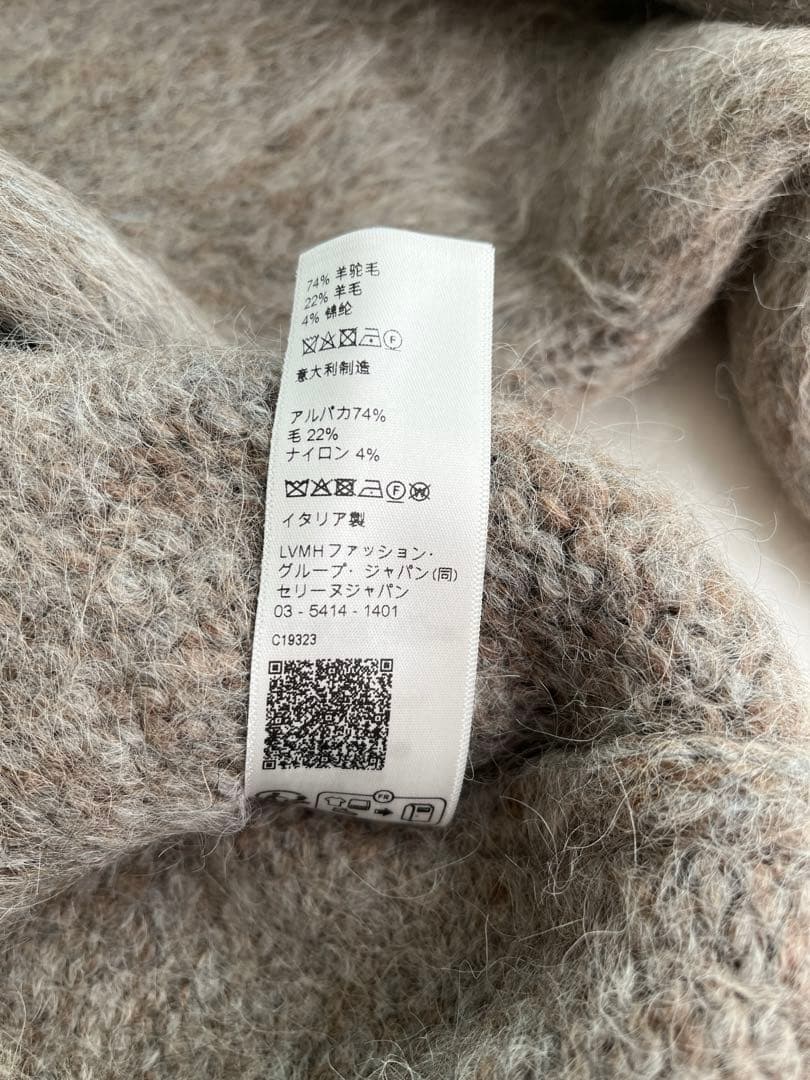 74% 羊驼毛
22% 羊毛
4% 锦纶
F
意大利制造
アルパカ74%
毛 22%
ナイロン 4%
F W
イタリア製
LVMHファッション・
グループ・ジャパン(同)
セリーヌジャパン
03 - 5414 - 1401
C19323
FR